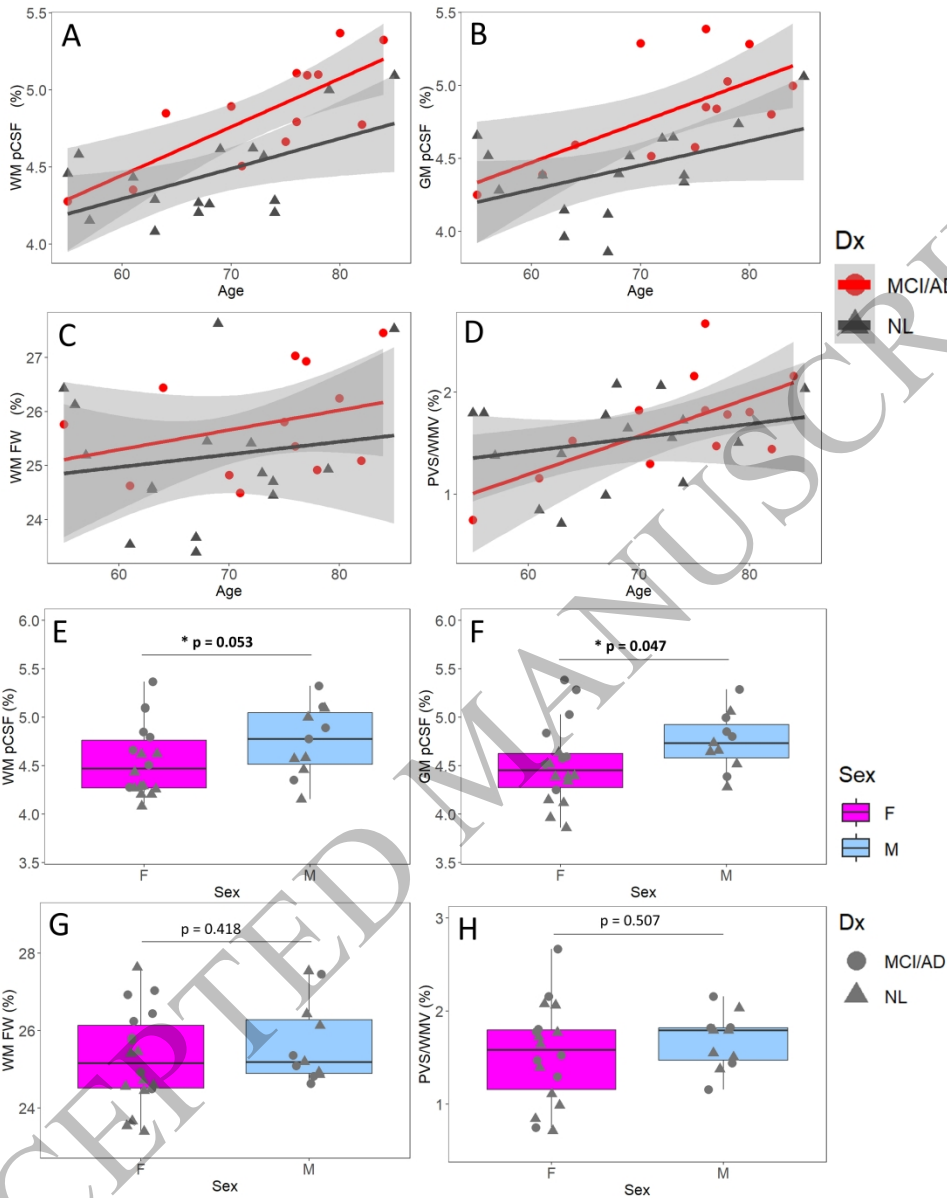 A
B
5.5
5.0
4.5
4.0
WM pCSF (%)
60 70 80
Age
5.5
5.0
4.5
4.0
GM pCSF (%)
60 70 80
Age
Dx
MCI/AD
NL
C
D
27
26
25
24
WM FW (%)
60 70 80
Age
2
1
PVS/WMV (%)
60 70 80
Age
E
F
* p = 0.053
6.0
5.5
5.0
4.5
4.0
3.5
WM pCSF (%)
F M
Sex
* p = 0.047
6.0
5.5
5.0
4.5
4.0
3.5
GM pCSF (%)
F M
Sex
Sex
F
M
G
H
p = 0.418
28
26
24
WM FW (%)
F M
Sex
p = 0.507
3
2
1
PVS/WMV (%)
F M
Sex
Dx
MCI/AD
NL
CEPTED MANUSCRI